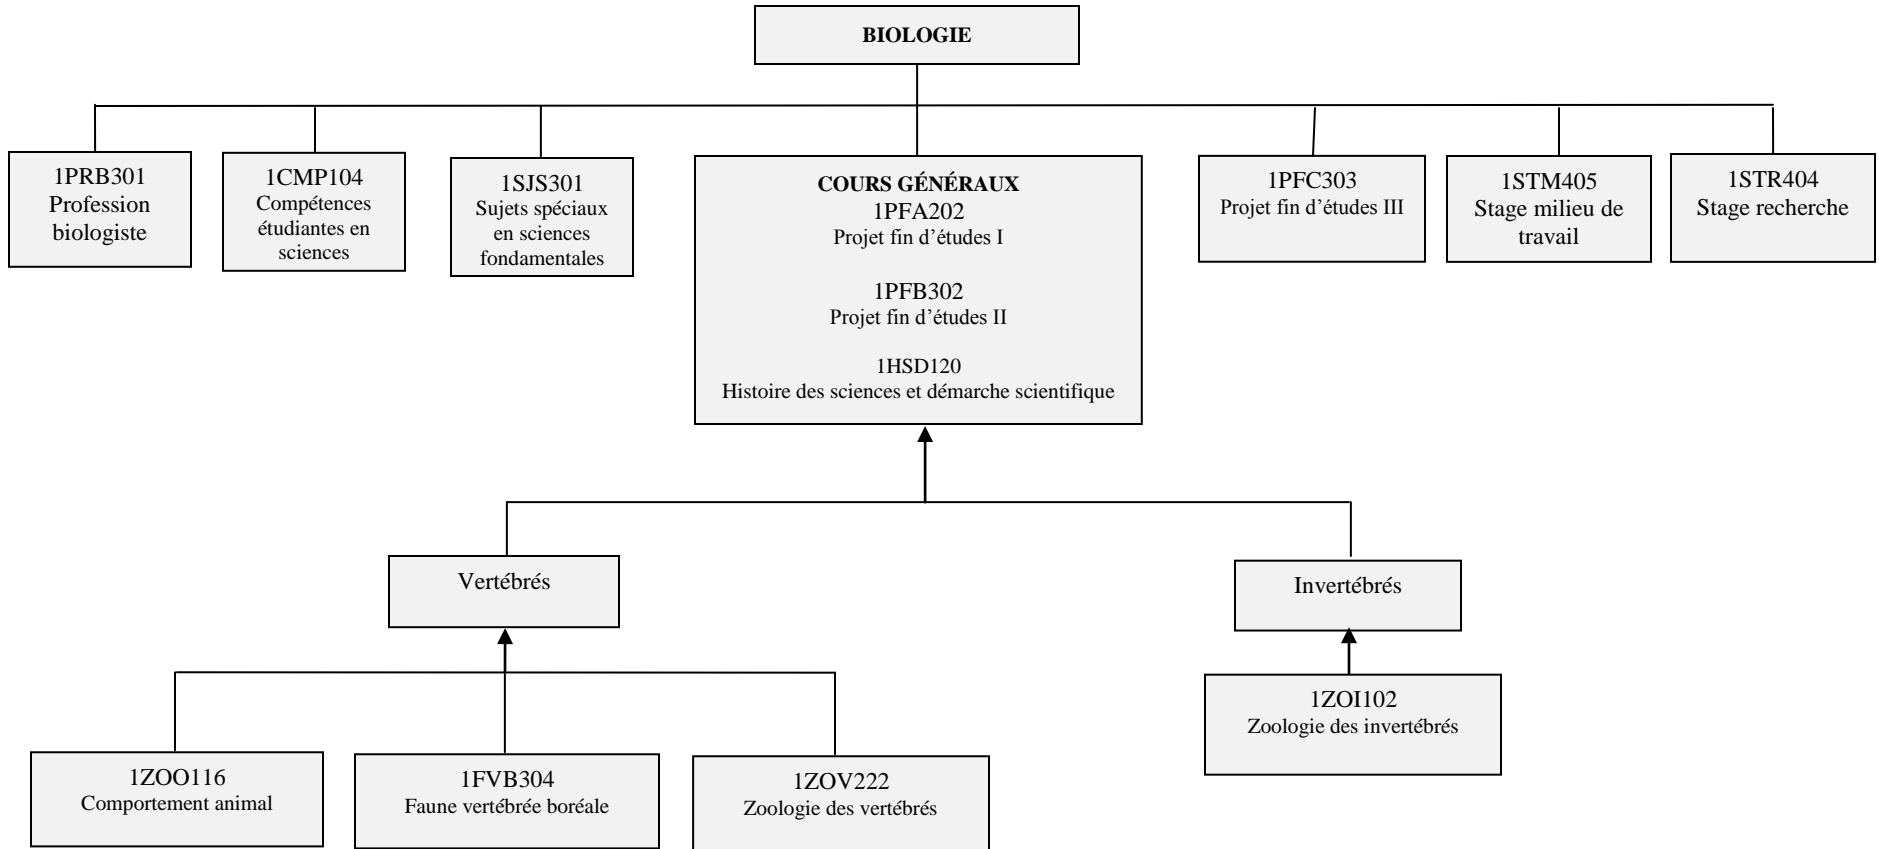 BIOLOGIE
1PRB301
Profession
biologiste
1CMP104
Compétences
étudiantes en
sciences
1SJS301
Sujets spéciaux
en sciences
fondamentales
COURS GÉNÉRAUX
1PFA202
Projet fin d’études I
1PFB302
Projet fin d’études II
1HSD120
Histoire des sciences et démarche scientifique
1PFC303
Projet fin d’études III
1STM405
Stage milieu de
travail
1STR404
Stage recherche
Vertébrés
Invertébrés
1ZOO116
Comportement animal
1FVB304
Faune vertébrée boréale
1ZOV222
Zoologie des vertébrés
1ZOI102
Zoologie des invertébrés